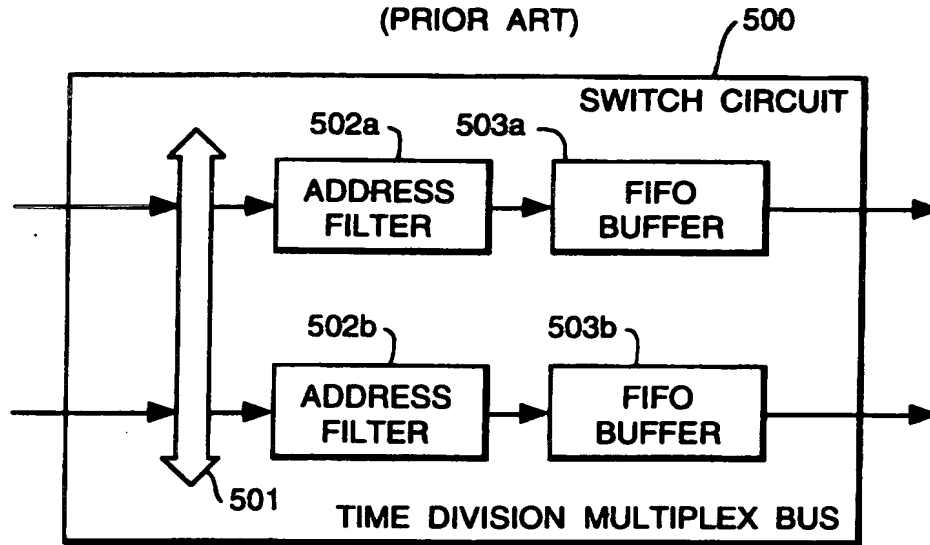 (PRIOR ART)
500
SWITCH CIRCUIT
502a
503a
ADDRESS
FILTER
FIFO
BUFFER
502b
503b
ADDRESS
FILTER
FIFO
BUFFER
501
TIME DIVISION MULTIPLEX BUS